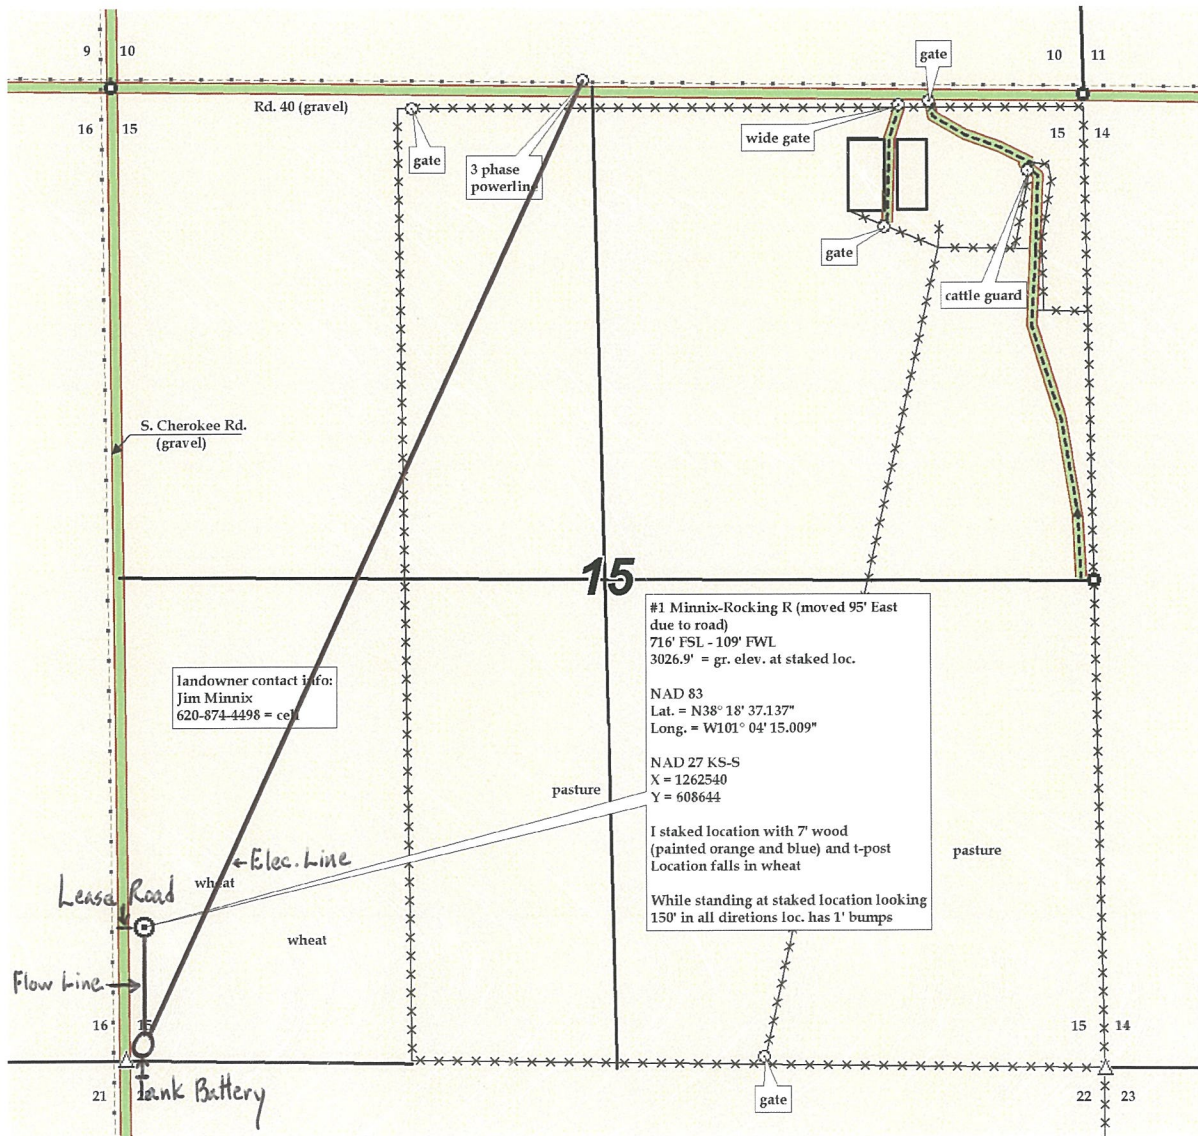 9 10
10 11
gate
Rd. 40 (gravel)
16 15
wide gate
15 14
gate
3 phase
powerline
gate
cattle guard
S. Cherokee Rd.
(gravel)
15
#1 Minnix-Rocking R (moved 95' East
due to road)
716' FSL - 109' FWL
3026.9' = gr. elev. at staked loc.
NAD 83
Lat. = N38° 18' 37.137"
Long. = W101° 04' 15.009"
NAD 27 KS-S
X = 1262540
Y = 608644
I staked location with 7' wood
(painted orange and blue) and t-post
Location falls in wheat
While standing at staked location looking
150' in all diretions loc. has 1' bumps
landowner contact info:
Jim Minnix
620-874-4498 = cell
pasture
pasture
←Elec. Line
wheat
Lease Road
wheat
Flow Line→
16 15
15 14
Tank Battery
21 22
gate
22 23